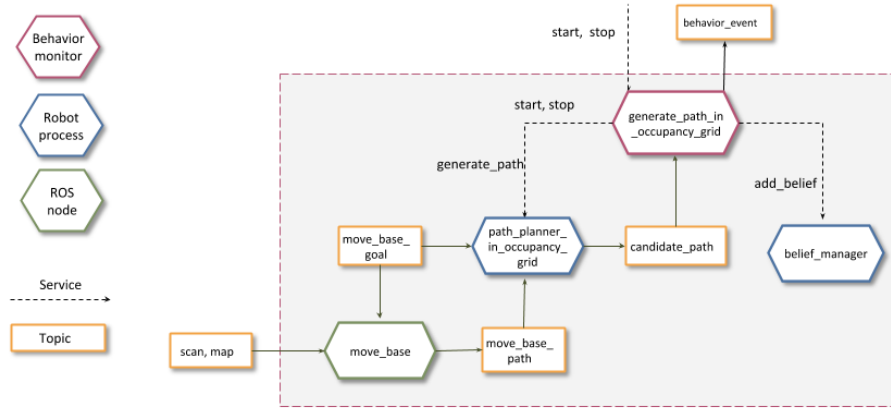 Behavior
monitor
Robot
process
ROS
node
Service
Topic
start, stop
behavior_event
start, stop
generate_path_in
_occupancy_grid
generate_path
add_belief
move_base_
goal
path_planner_
in_occupancy_
grid
candidate_path
belief_manager
scan, map
move_base
move_base_
path